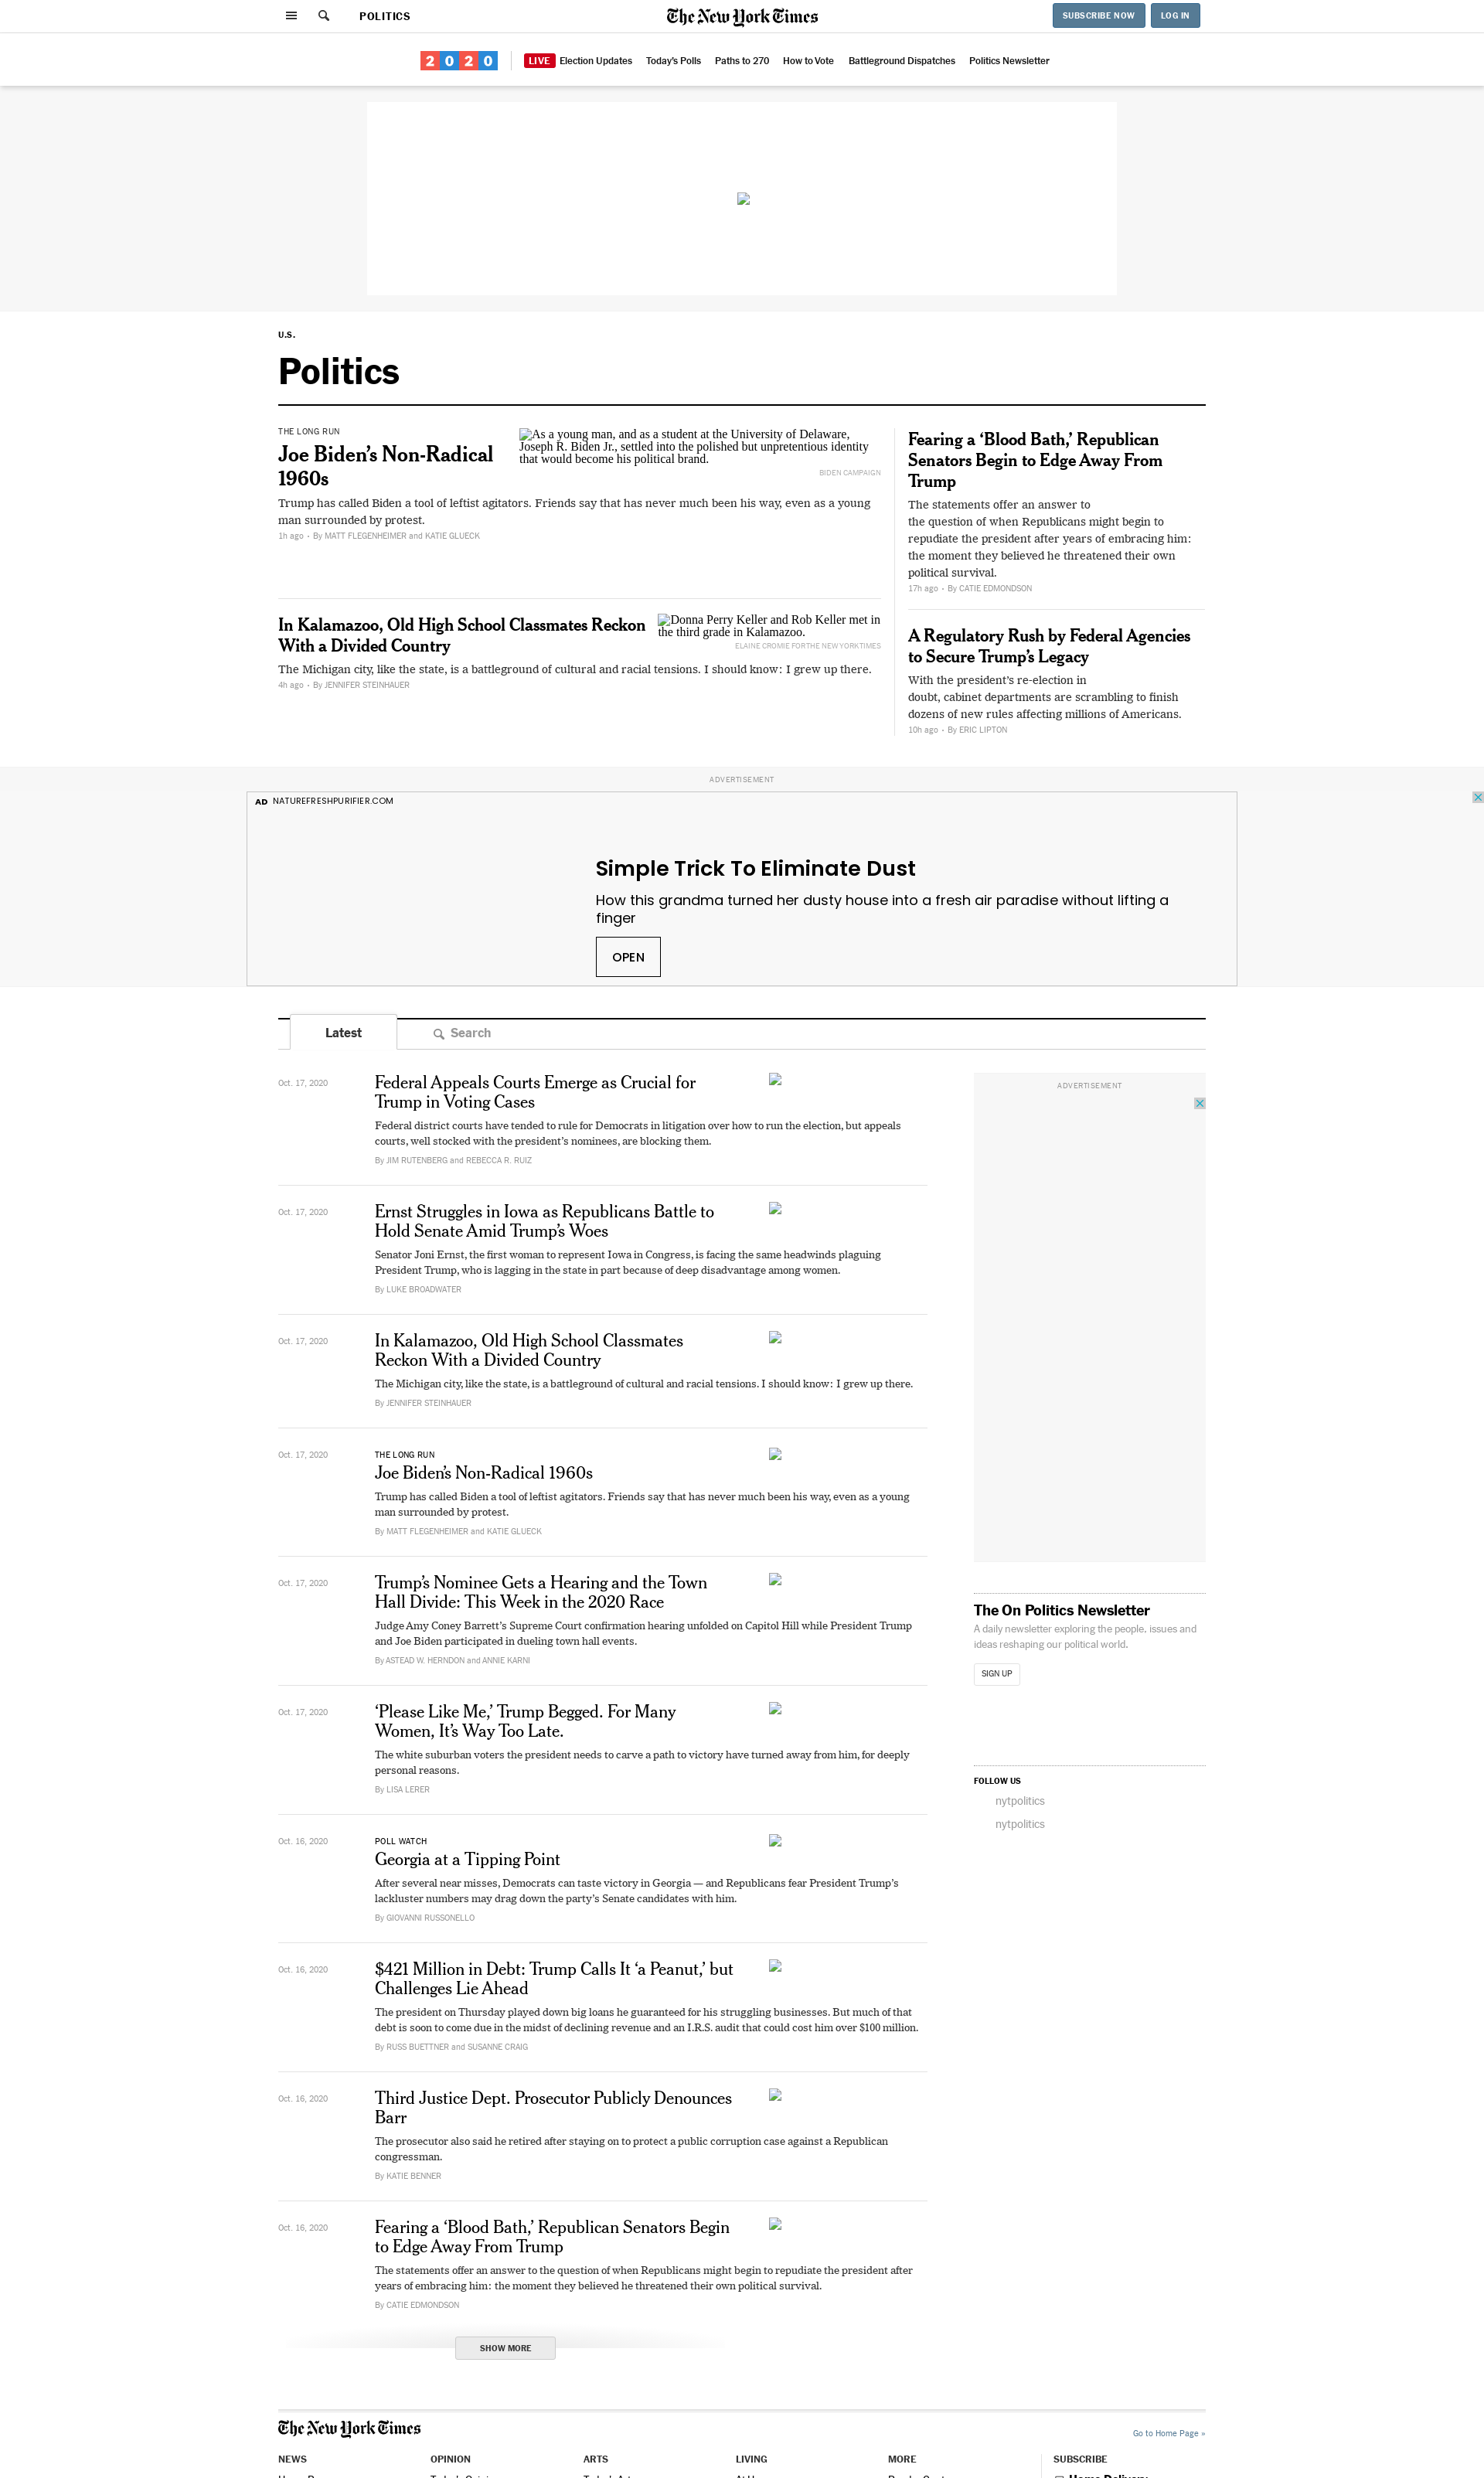 POLITICS
The New York Times
SUBSCRIBE NOW
LOG IN
2020
LIVE Election Updates
Today's Polls
Paths to 270
How to Vote
Battleground Dispatches
Politics Newsletter
U.S.
Politics
THE LONG RUN
Joe Biden’s Non-Radical
1960s
As a young man, and as a student at the University of Delaware,
Joseph R. Biden Jr., settled into the polished but unpretentious identity
that would become his political brand.
BIDEN CAMPAIGN
Trump has called Biden a tool of leftist agitators. Friends say that has never much been his way, even as a young
man surrounded by protest.
1h ago • By MATT FLEGENHEIMER and KATIE GLUECK
In Kalamazoo, Old High School Classmates Reckon
With a Divided Country
Donna Perry Keller and Rob Keller met in
the third grade in Kalamazoo.
ELAINE CROMIE FOR THE NEW YORK TIMES
The Michigan city, like the state, is a battleground of cultural and racial tensions. I should know: I grew up there.
4h ago • By JENNIFER STEINHAUER
Fearing a ‘Blood Bath,’ Republican
Senators Begin to Edge Away From
Trump
The statements offer an answer to
the question of when Republicans might begin to
repudiate the president after years of embracing him:
the moment they believed he threatened their own
political survival.
17h ago • By CATIE EDMONDSON
A Regulatory Rush by Federal Agencies
to Secure Trump’s Legacy
With the president’s re-election in
doubt, cabinet departments are scrambling to finish
dozens of new rules affecting millions of Americans.
10h ago • By ERIC LIPTON
ADVERTISEMENT
AD NATUREFRESHPURIFIER.COM
Simple Trick To Eliminate Dust
How this grandma turned her dusty house into a fresh air paradise without lifting a
finger
OPEN
Latest
Search
Oct. 17, 2020
Federal Appeals Courts Emerge as Crucial for
Trump in Voting Cases
Federal district courts have tended to rule for Democrats in litigation over how to run the election, but appeals
courts, well stocked with the president’s nominees, are blocking them.
By JIM RUTENBERG and REBECCA R. RUIZ
Oct. 17, 2020
Ernst Struggles in Iowa as Republicans Battle to
Hold Senate Amid Trump’s Woes
Senator Joni Ernst, the first woman to represent Iowa in Congress, is facing the same headwinds plaguing
President Trump, who is lagging in the state in part because of deep disadvantage among women.
By LUKE BROADWATER
Oct. 17, 2020
In Kalamazoo, Old High School Classmates
Reckon With a Divided Country
The Michigan city, like the state, is a battleground of cultural and racial tensions. I should know: I grew up there.
By JENNIFER STEINHAUER
Oct. 17, 2020
THE LONG RUN
Joe Biden’s Non-Radical 1960s
Trump has called Biden a tool of leftist agitators. Friends say that has never much been his way, even as a young
man surrounded by protest.
By MATT FLEGENHEIMER and KATIE GLUECK
Oct. 17, 2020
Trump’s Nominee Gets a Hearing and the Town
Hall Divide: This Week in the 2020 Race
Judge Amy Coney Barrett’s Supreme Court confirmation hearing unfolded on Capitol Hill while President Trump
and Joe Biden participated in dueling town hall events.
By ASTEAD W. HERNDON and ANNIE KARNI
Oct. 17, 2020
‘Please Like Me,’ Trump Begged. For Many
Women, It’s Way Too Late.
The white suburban voters the president needs to carve a path to victory have turned away from him, for deeply
personal reasons.
By LISA LERER
Oct. 16, 2020
POLL WATCH
Georgia at a Tipping Point
After several near misses, Democrats can taste victory in Georgia — and Republicans fear President Trump’s
lackluster numbers may drag down the party’s Senate candidates with him.
By GIOVANNI RUSSONELLO
Oct. 16, 2020
$421 Million in Debt: Trump Calls It ‘a Peanut,’ but
Challenges Lie Ahead
The president on Thursday played down big loans he guaranteed for his struggling businesses. But much of that
debt is soon to come due in the midst of declining revenue and an I.R.S. audit that could cost him over $100 million.
By RUSS BUETTNER and SUSANNE CRAIG
Oct. 16, 2020
Third Justice Dept. Prosecutor Publicly Denounces
Barr
The prosecutor also said he retired after staying on to protect a public corruption case against a Republican
congressman.
By KATIE BENNER
Oct. 16, 2020
Fearing a ‘Blood Bath,’ Republican Senators Begin
to Edge Away From Trump
The statements offer an answer to the question of when Republicans might begin to repudiate the president after
years of embracing him: the moment they believed he threatened their own political survival.
By CATIE EDMONDSON
SHOW MORE
ADVERTISEMENT
The On Politics Newsletter
A daily newsletter exploring the people, issues and
ideas reshaping our political world.
SIGN UP
FOLLOW US
nytpolitics
nytpolitics
The New York Times
Go to Home Page »
NEWS
OPINION
ARTS
LIVING
MORE
SUBSCRIBE
Home Delivery